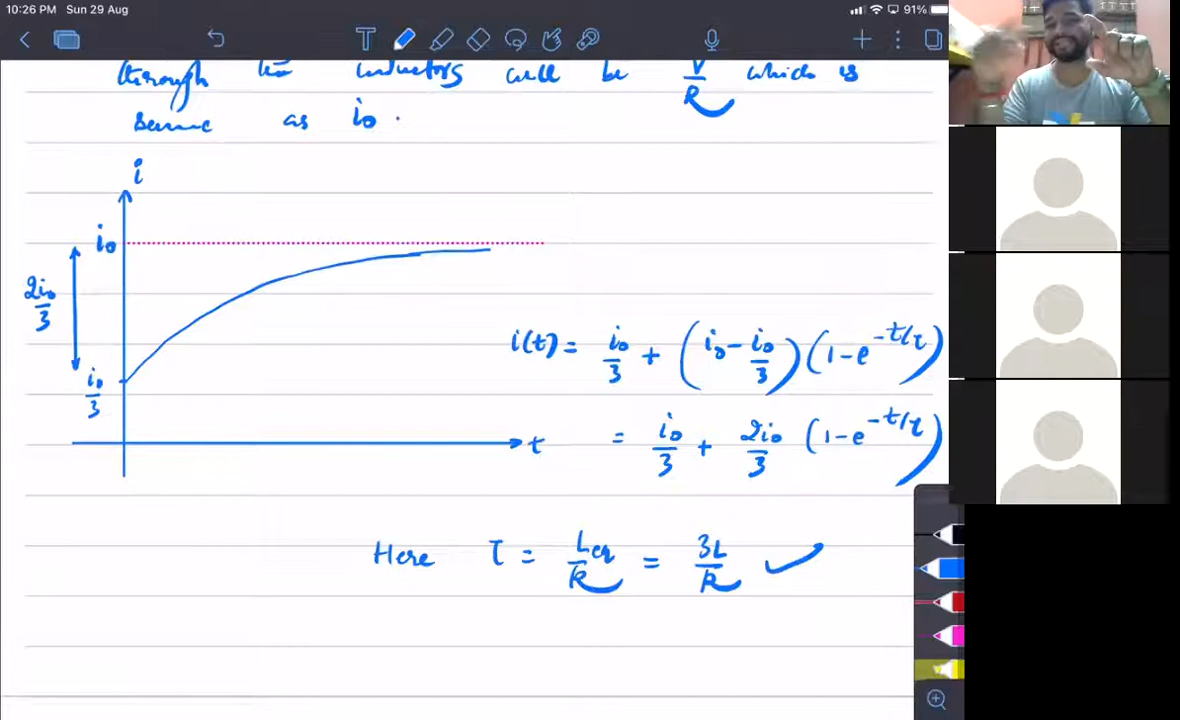 10:26 PM Sun 29 Aug
91%
through the inductors will be V/R which is
same as i₀.
i
i₀
2i₀/3
i₀/3
t
i(t) = i₀/3 + (i₀ - i₀/3)(1-e^(-t/τ))
= i₀/3 + 2i₀/3 (1-e^(-t/τ))
Here τ = Leq/R = 3L/R ✓